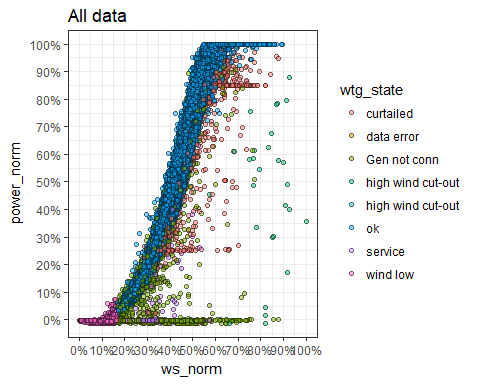 All data
100%
90%
80%
70%
60%
50%
40%
30%
20%
10%
0%
power_norm
0% 10% 20% 30% 40% 50% 60% 70% 80% 90% 100%
ws_norm
wtg_state
curtailed
data error
Gen not conn
high wind cut-out
high wind cut-out
ok
service
wind low